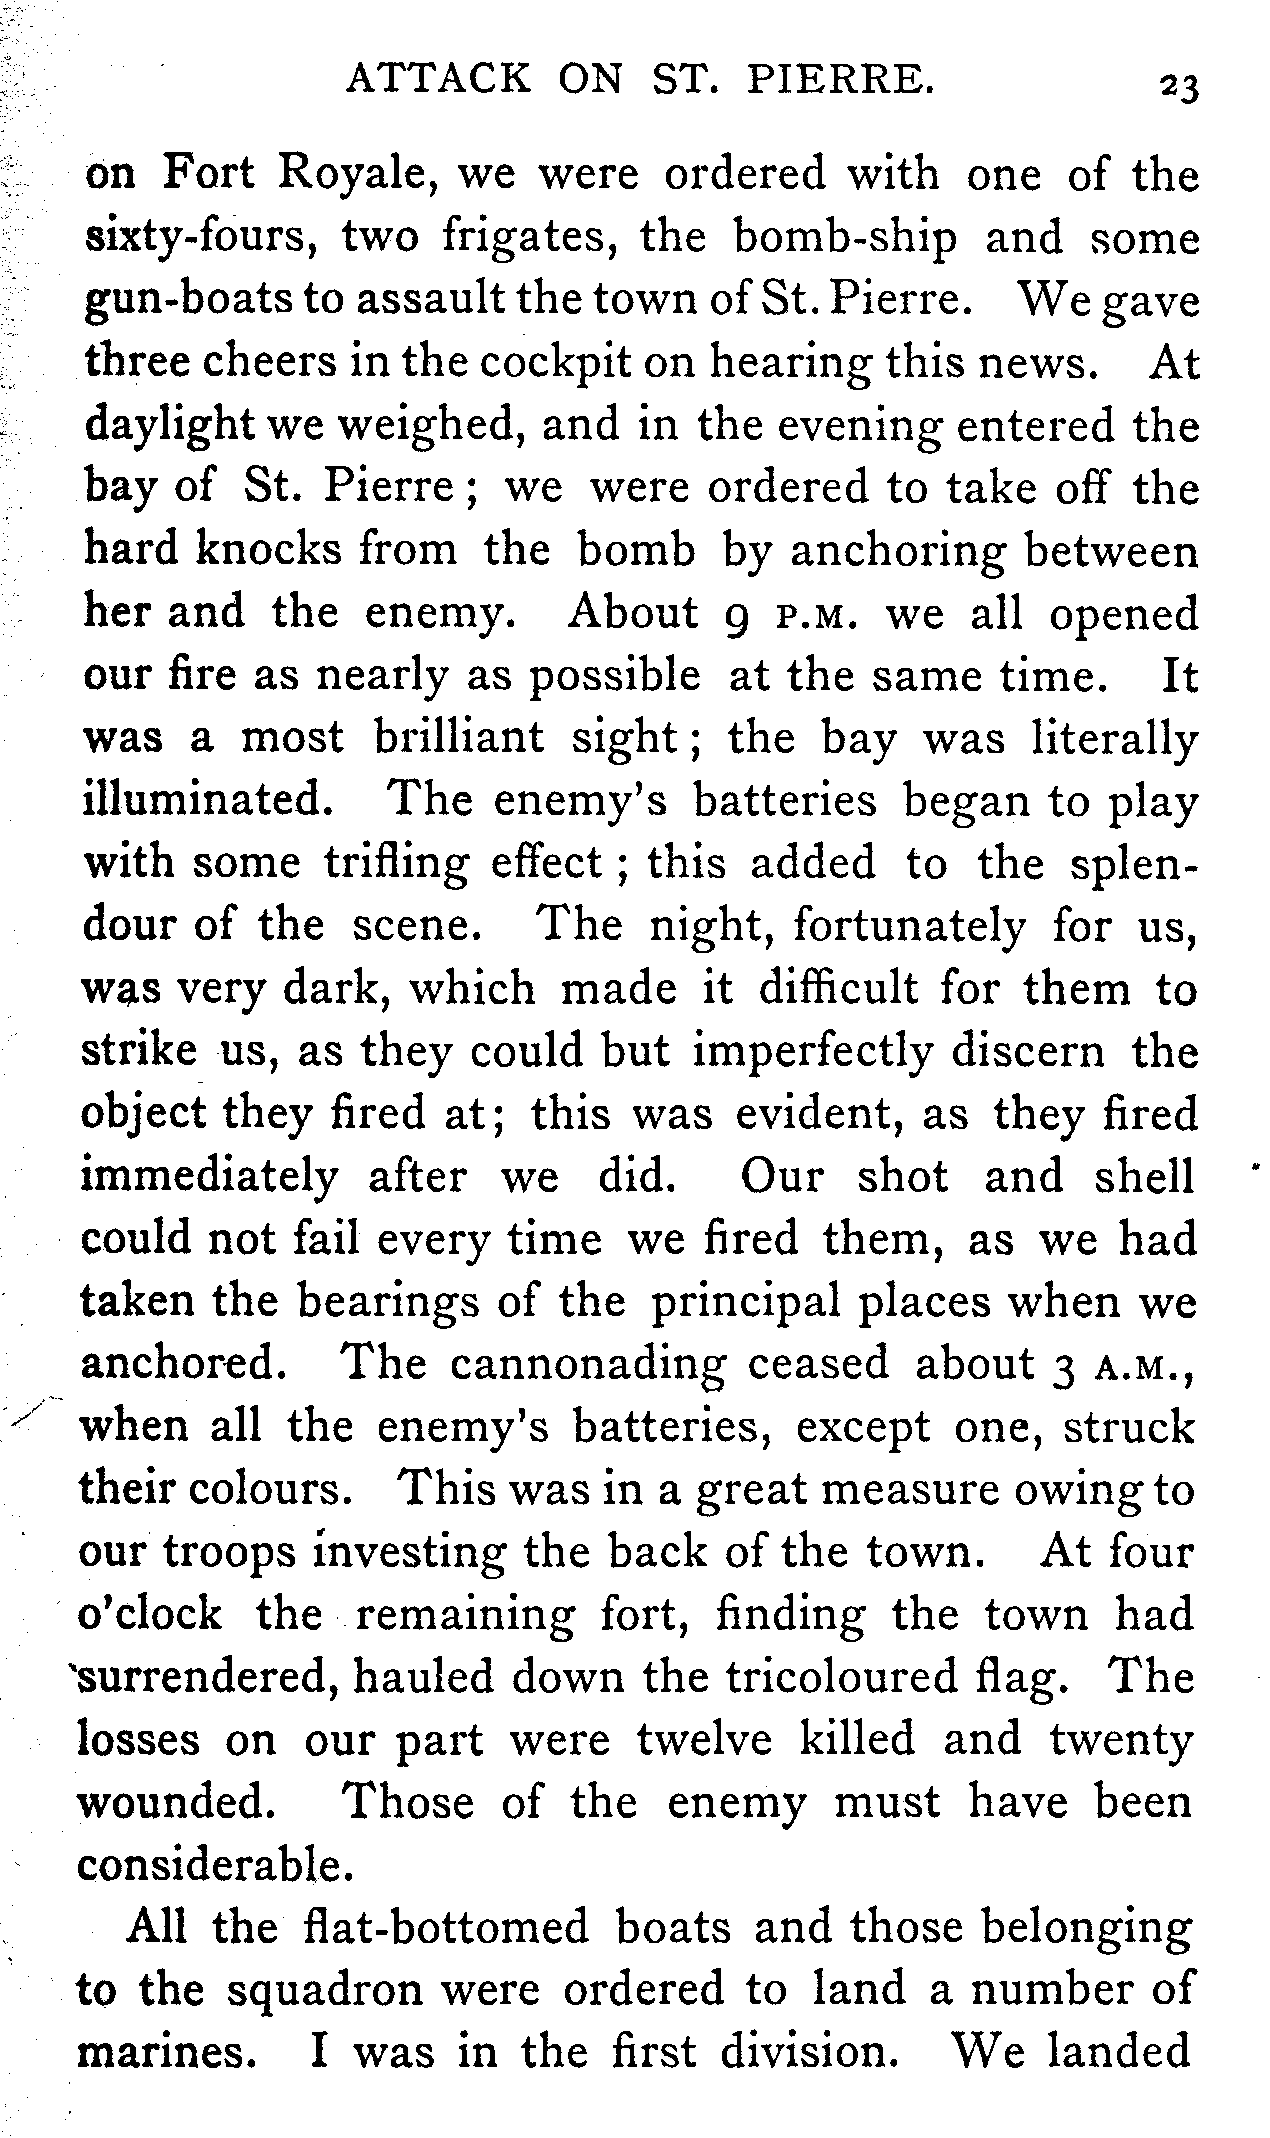 ATTACK ON ST. PIERRE. 23
on Fort Royale, we were ordered with one of the
sixty-fours, two frigates, the bomb-ship and some
gun-boats to assault the town of St. Pierre. We gave
three cheers in the cockpit on hearing this news. At
daylight we weighed, and in the evening entered the
bay of St. Pierre ; we were ordered to take off the
hard knocks from the bomb by anchoring between
her and the enemy. About 9 P.M. we all opened
our fire as nearly as possible at the same time. It
was a most brilliant sight ; the bay was literally
illuminated. The enemy's batteries began to play
with some trifling effect ; this added to the splen-
dour of the scene. The night, fortunately for us,
was very dark, which made it difficult for them to
strike us, as they could but imperfectly discern the
object they fired at; this was evident, as they fired
immediately after we did. Our shot and shell
could not fail every time we fired them, as we had
taken the bearings of the principal places when we
anchored. The cannonading ceased about 3 A.M.,
when all the enemy's batteries, except one, struck
their colours. This was in a great measure owing to
our troops investing the back of the town. At four
o'clock the remaining fort, finding the town had
surrendered, hauled down the tricoloured flag. The
losses on our part were twelve killed and twenty
wounded. Those of the enemy must have been
considerable.
All the flat-bottomed boats and those belonging
to the squadron were ordered to land a number of
marines. I was in the first division. We landed